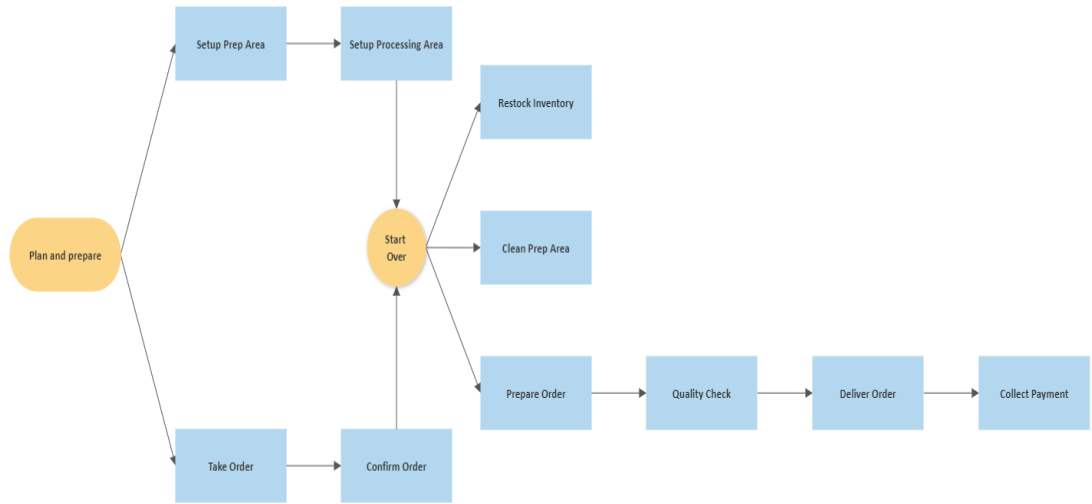 Setup Prep Area
Setup Processing Area
Restock Inventory
Plan and prepare
Start
Over
Clean Prep Area
Prepare Order
Quality Check
Deliver Order
Collect Payment
Take Order
Confirm Order